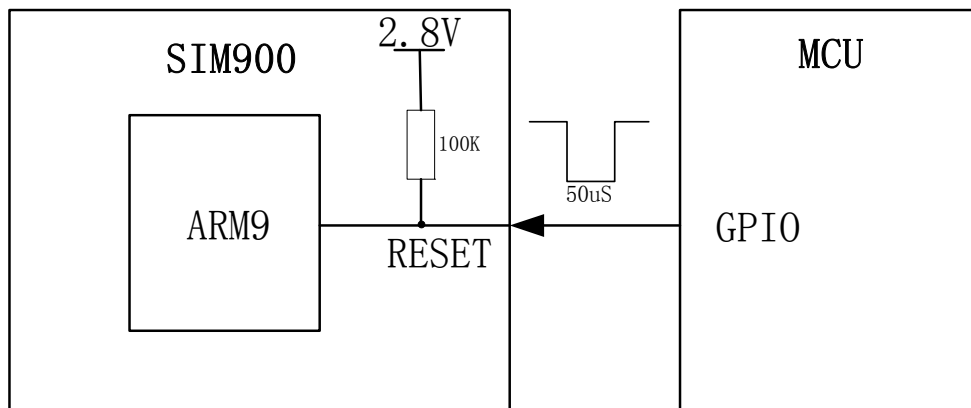 2.8V
SIM900
MCU
100K
50uS
ARM9
GPIO
RESET